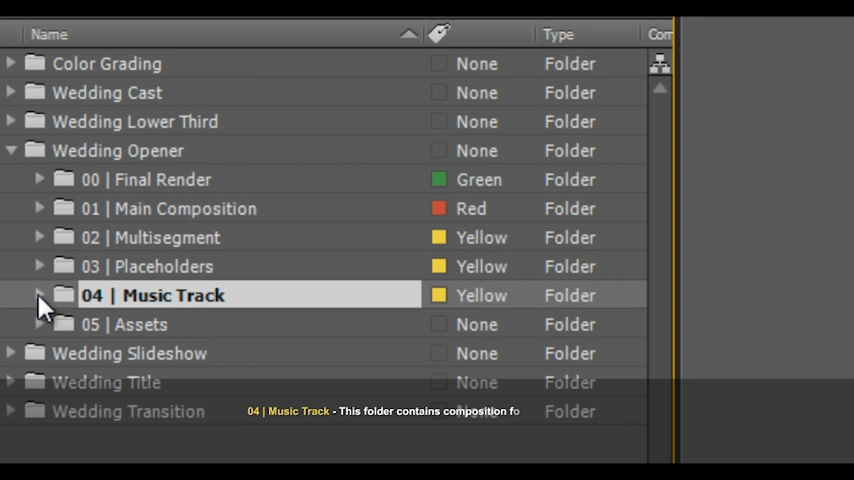 Name Type Com
Color Grading None Folder
Wedding Cast None Folder
Wedding Lower Third None Folder
Wedding Opener None Folder
00 | Final Render Green Folder
01 | Main Composition Red Folder
02 | Multisegment Yellow Folder
03 | Placeholders Yellow Folder
04 | Music Track Yellow Folder
05 | Assets None Folder
Wedding Slideshow None Folder
Wedding Title None Folder
Wedding Transition None Folder
04 | Music Track - This folder contains composition fo